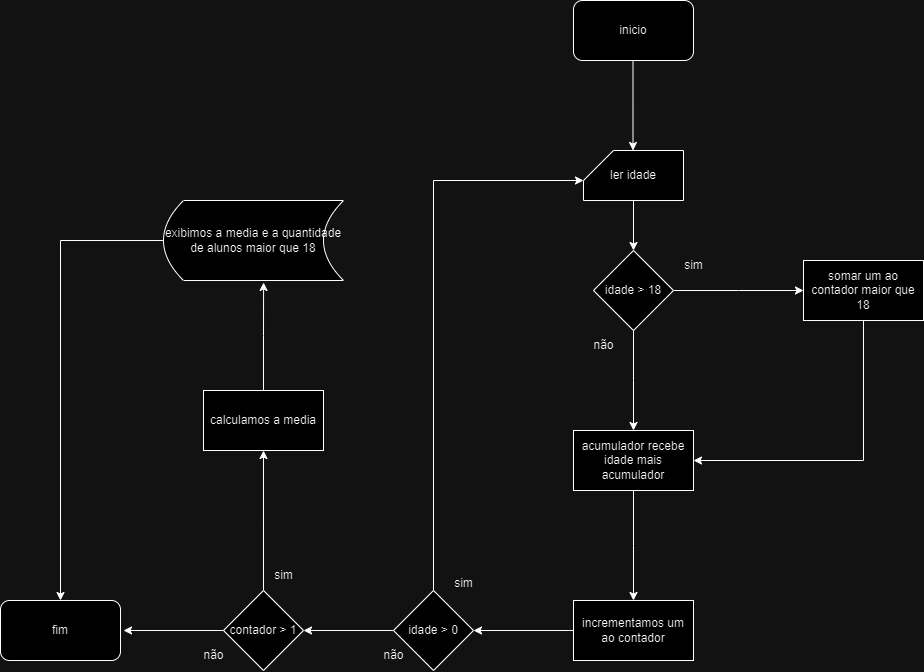 inicio
ler idade
idade > 18
sim
não
somar um ao
contador maior que
18
acumulador recebe
idade mais
acumulador
incrementamos um
ao contador
idade > 0
sim
não
contador > 1
sim
não
calculamos a media
exibimos a media e a quantidade
de alunos maior que 18
fim